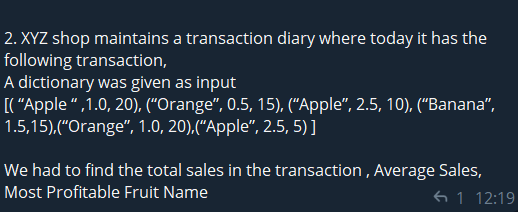 2. XYZ shop maintains a transaction diary where today it has the
following transaction,
A dictionary was given as input
[( “Apple “ ,1.0, 20), (“Orange”, 0.5, 15), (“Apple”, 2.5, 10), (“Banana”,
1.5,15),(“Orange”, 1.0, 20),(“Apple”, 2.5, 5) ]
We had to find the total sales in the transaction , Average Sales,
Most Profitable Fruit Name
1 12:19